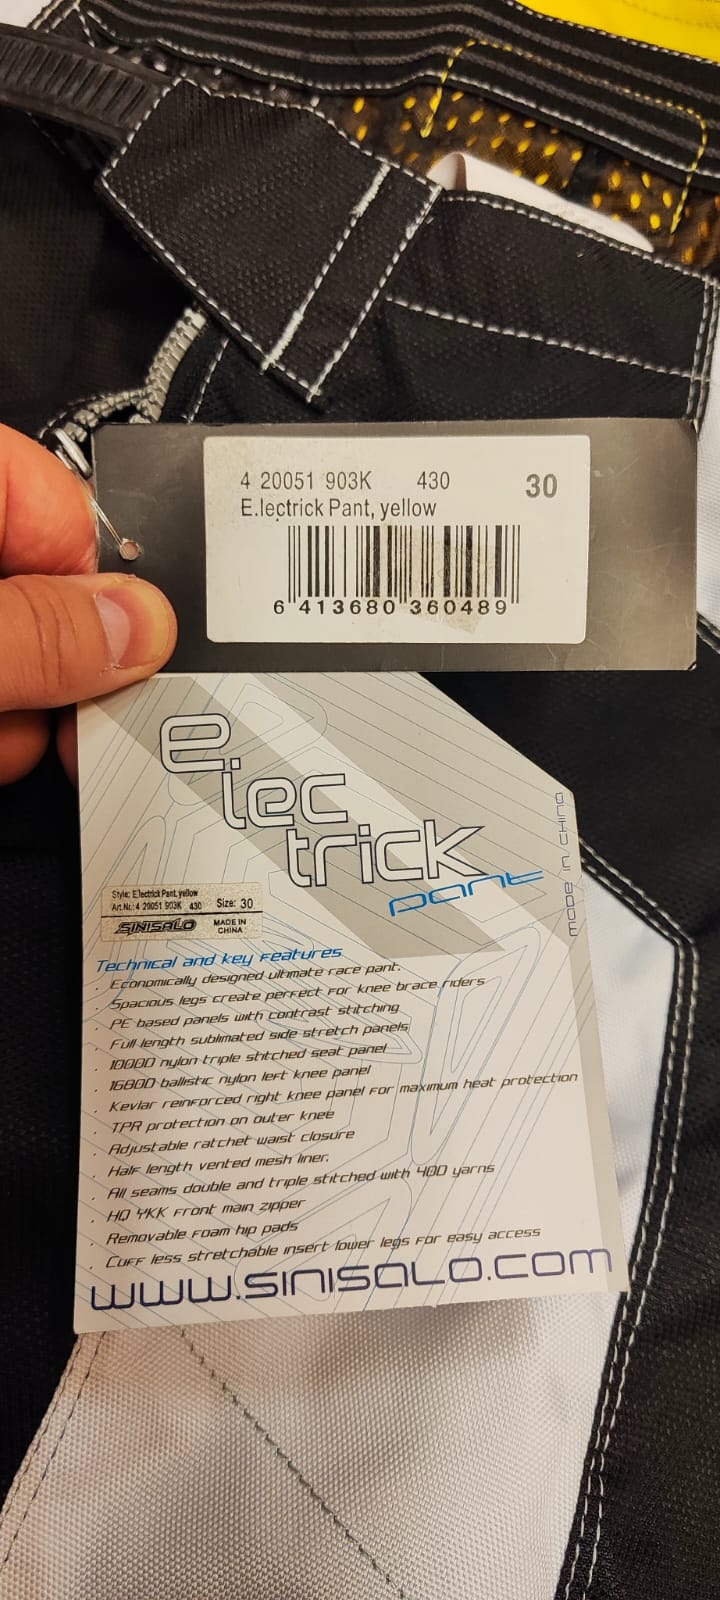 4 20051 903K 430 30
E.lectrick Pant, yellow
6 413680 360489
e
lec
trick
pant
made in china
Style: E.lectrick Pant, yellow
Art.Nr.: 4 20051 903K 430 Size: 30
SINISALO MADE IN
CHINA
Technical and key features
. Economically designed ultimate race pant.
. Spacious legs create perfect for knee brace riders
. PE based panels with contrast stitching
. Full length sublimated side stretch panels
. 1000D nylon triple stitched seat panel
. 1680D ballistic nylon left knee panel
. Kevlar reinforced right knee panel for maximum heat protection
. TPR protection on outer knee
. Adjustable ratchet waist closure
. Half length vented mesh liner.
. All seams double and triple stitched with 40D yarns
. HQ YKK front main zipper
. Removable foam hip pads
. Cuff less stretchable insert lower legs for easy access
www.sinisalo.com